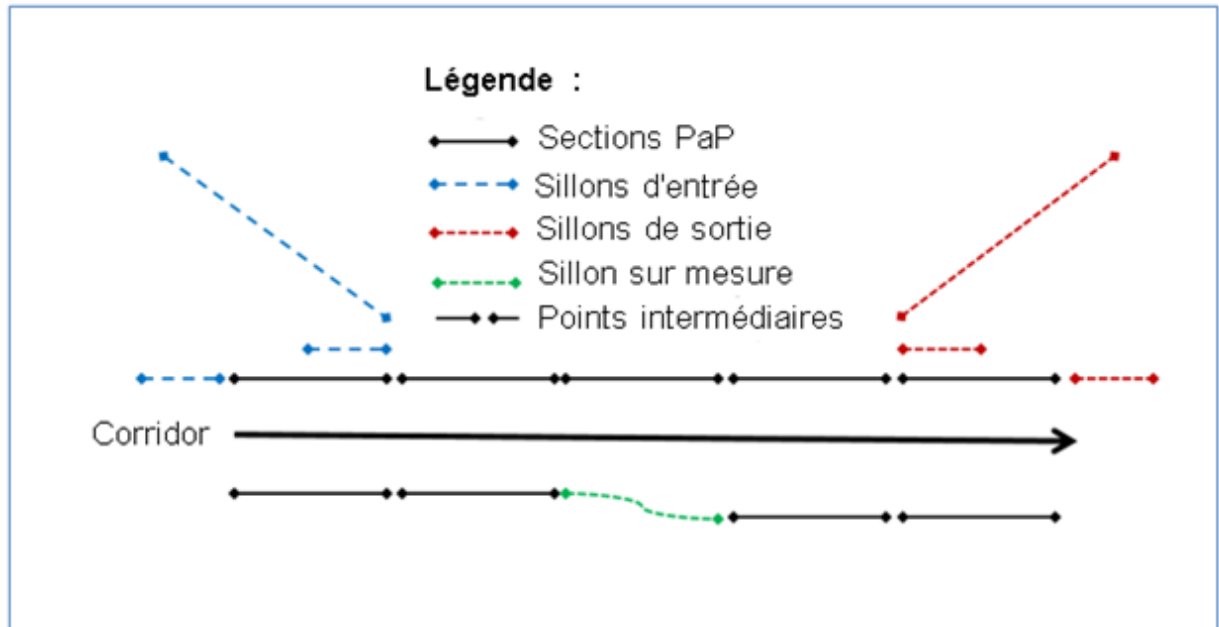 Légende :
Sections PaP
Sillons d'entrée
Sillons de sortie
Sillon sur mesure
Points intermédiaires
Corridor